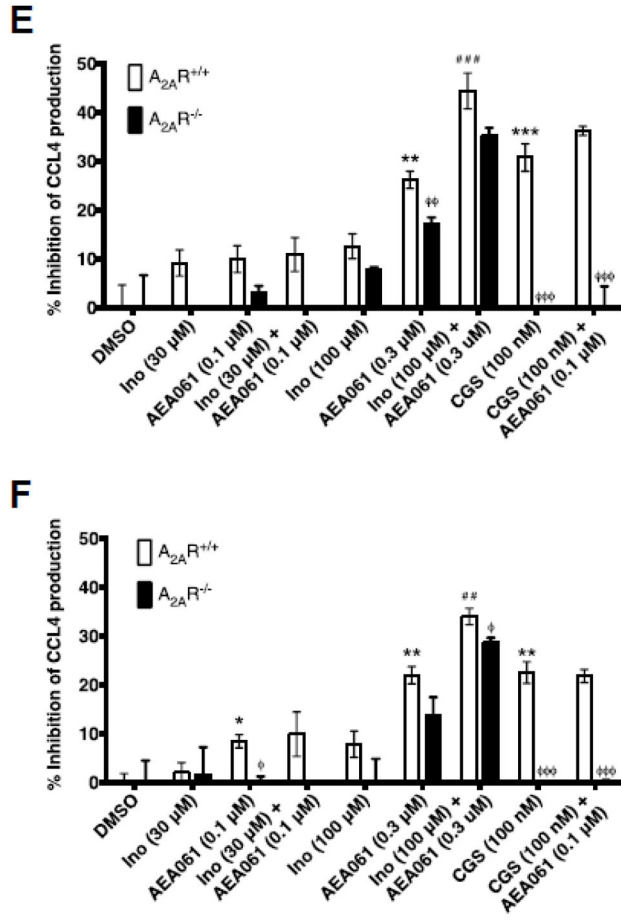 E
% Inhibition of CCL4 production
50
40
30
20
10
0
A2AR+/+
A2AR-/-
**
ϕϕ
###
***
ϕϕϕ
ϕϕϕ
DMSO
Ino (30 µM)
AEA061 (0.1 µM)
Ino (30 µM) +
AEA061 (0.1 µM)
Ino (100 µM)
AEA061 (0.3 µM)
Ino (100 µM) +
AEA061 (0.3 uM)
CGS (100 nM)
CGS (100 nM) +
AEA061 (0.1 µM)
F
% Inhibition of CCL4 production
50
40
30
20
10
0
A2AR+/+
A2AR-/-
*
ϕ
**
##
ϕ
**
ϕϕϕ
ϕϕϕ
DMSO
Ino (30 µM)
AEA061 (0.1 µM)
Ino (30 µM) +
AEA061 (0.1 µM)
Ino (100 µM)
AEA061 (0.3 µM)
Ino (100 µM) +
AEA061 (0.3 uM)
CGS (100 nM)
CGS (100 nM) +
AEA061 (0.1 µM)